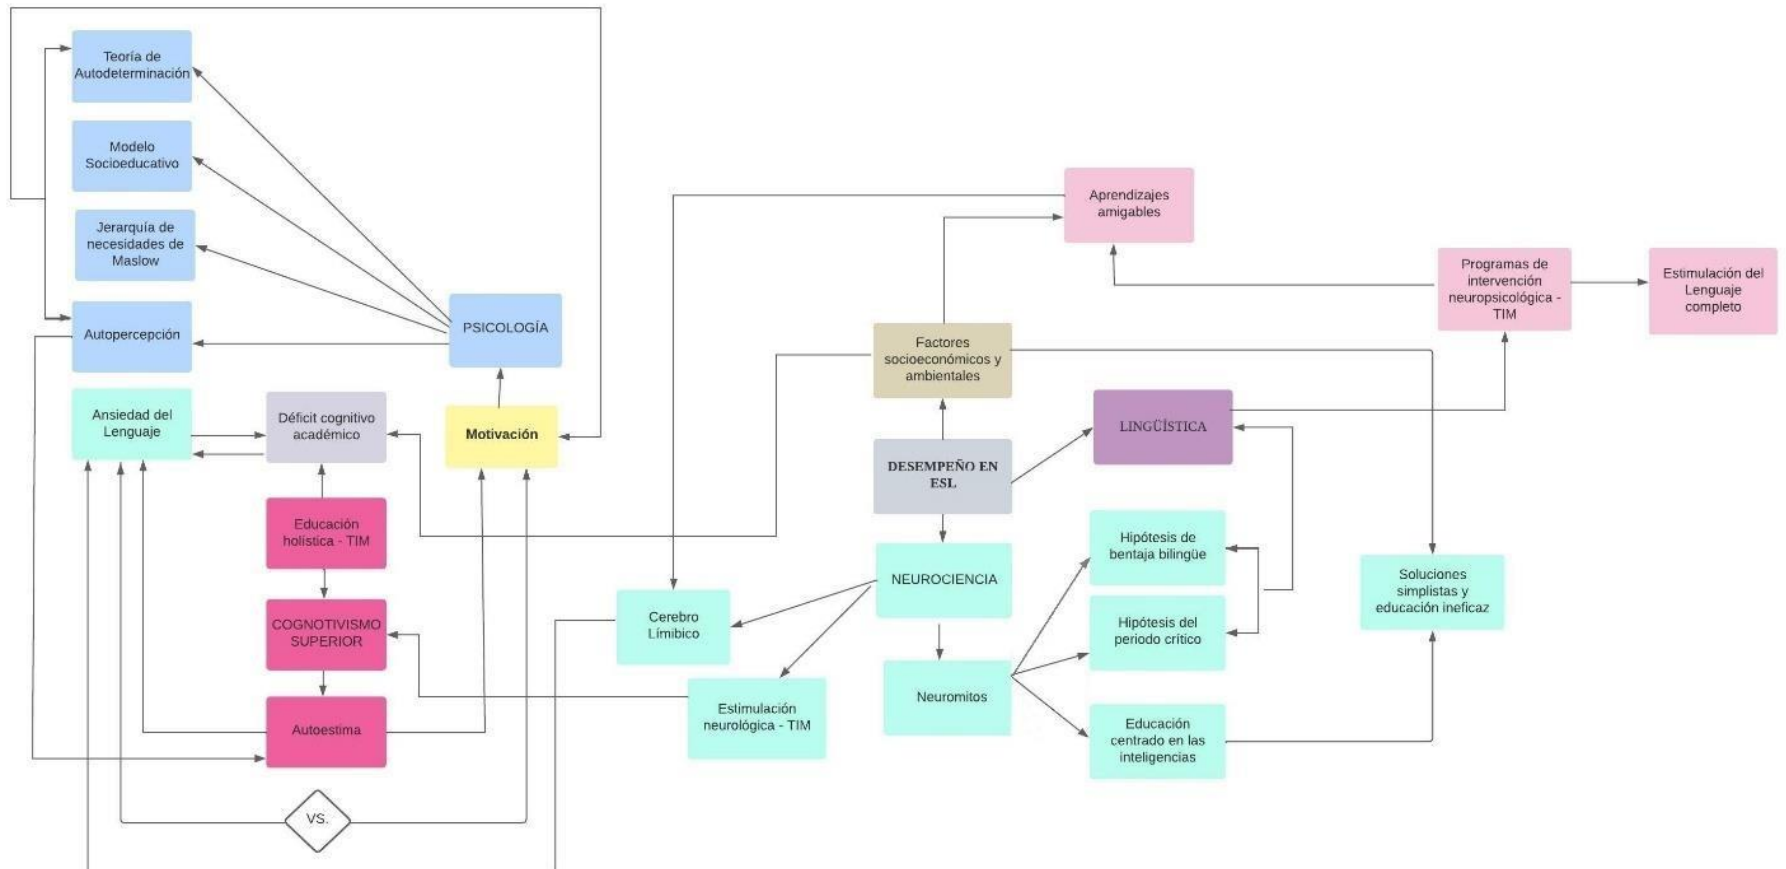 Teoría de
Autodeterminación
Modelo
Socioeducativo
Jerarquía de
necesidades de
Maslow
Autopercepción
PSICOLOGÍA
Ansiedad del
Lenguaje
Déficit cognitivo
académico
Motivación
Educación
holística - TIM
COGNOTIVISMO
SUPERIOR
Autoestima
VS.
Aprendizajes
amigables
Programas de
intervención
neuropsicológica -
TIM
Estimulación del
Lenguaje
completo
Factores
socioeconómicos y
ambientales
LINGÜÍSTICA
DESEMPEÑO EN
ESL
NEUROCIENCIA
Cerebro
Límibico
Estimulación
neurológica - TIM
Neuromitos
Hipótesis de
bentaja bilingüe
Hipótesis del
periodo crítico
Educación
centrado en las
inteligencias
Soluciones
simplistas y
educación ineficaz